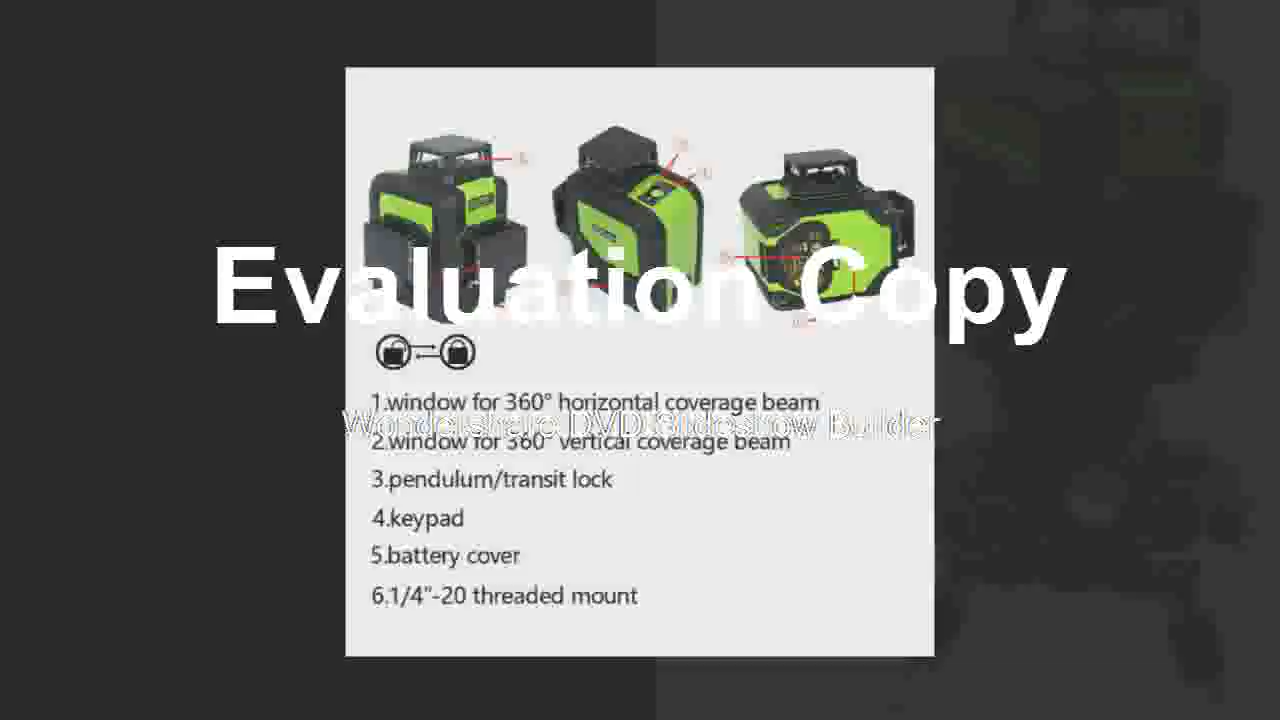 Evaluation Copy
1.window for 360° horizontal coverage beam
Wondershare DVD Slideshow Builder
2.window for 360° vertical coverage beam
3.pendulum/transit lock
4.keypad
5.battery cover
6.1/4"-20 threaded mount